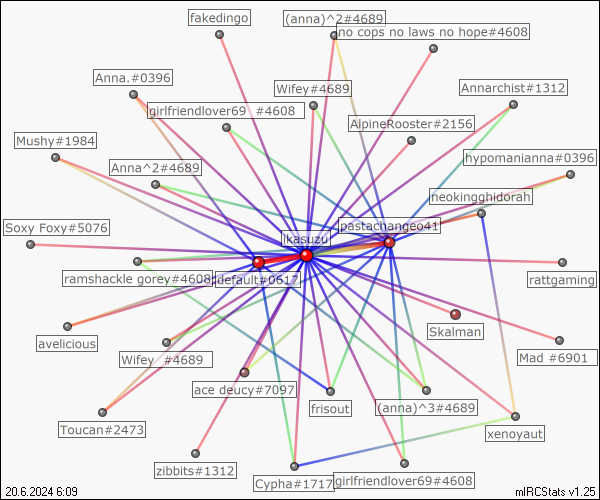 fakedingo
(anna)^2#4689
no cops no laws no hope#4608
Anna.#0396
Wifey#4689
Annarchist#1312
girlfriendlover69 #4608
AlpineRooster#2156
Mushy#1984
hypomanianna#0396
Anna^2#4689
neokingghidorah
Soxy Foxy#5076
pastachangeo41
ikasuzu
ramshackle gorey#4608
default#0617
rattgaming
avelicious
Skalman
Wifey #4689
Mad #6901
ace deucy#7097
frisout
(anna)^3#4689
Toucan#2473
xenoyaut
zibbits#1312
Cypha#1717
girlfriendlover69#4608
20.6.2024 6:09
mIRCStats v1.25